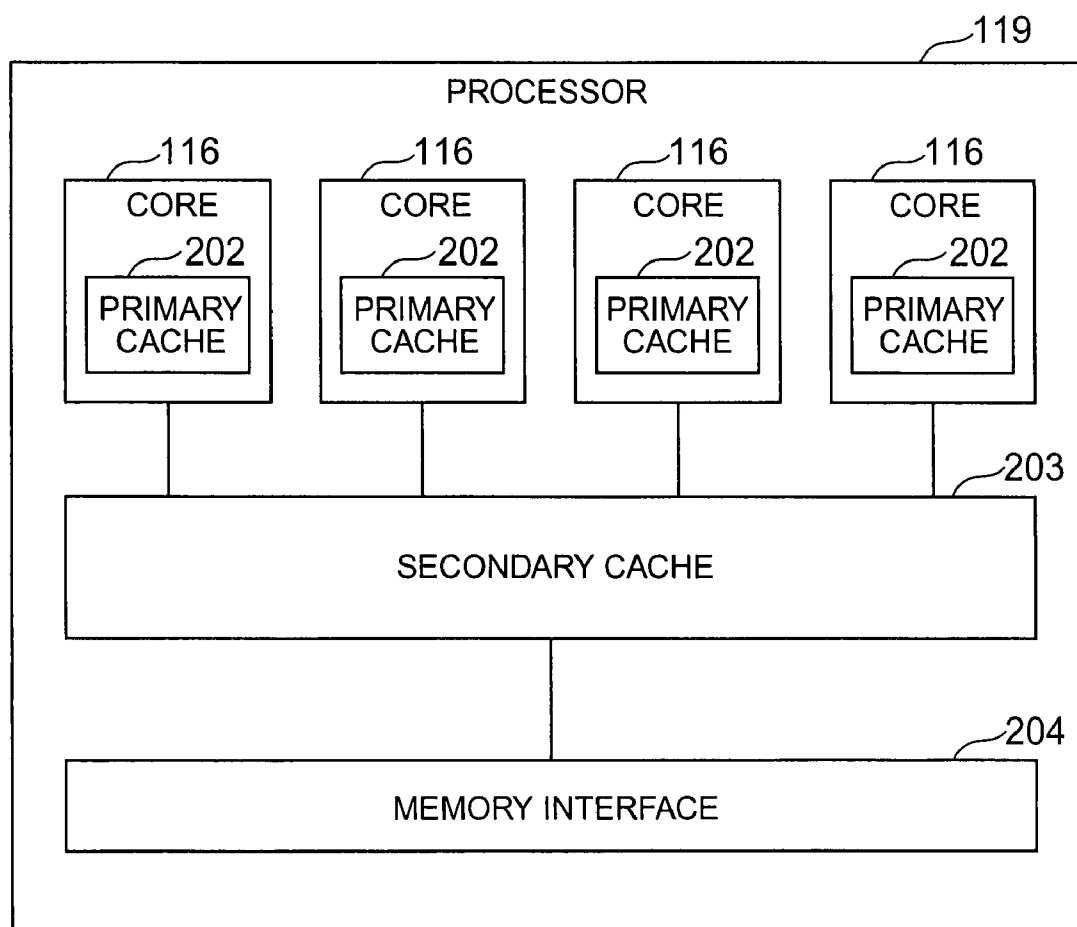 119
PROCESSOR
116
116
116
116
CORE
CORE
CORE
CORE
202
202
202
202
PRIMARY
CACHE
PRIMARY
CACHE
PRIMARY
CACHE
PRIMARY
CACHE
203
SECONDARY CACHE
204
MEMORY INTERFACE